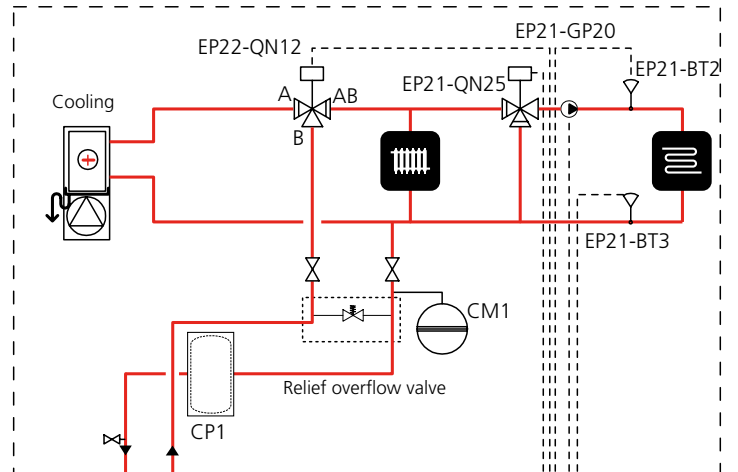 EP21-GP20
EP22-QN12
EP21-BT2
EP21-QN25
Cooling
A
AB
B
EP21-BT3
CM1
Relief overflow valve
CP1